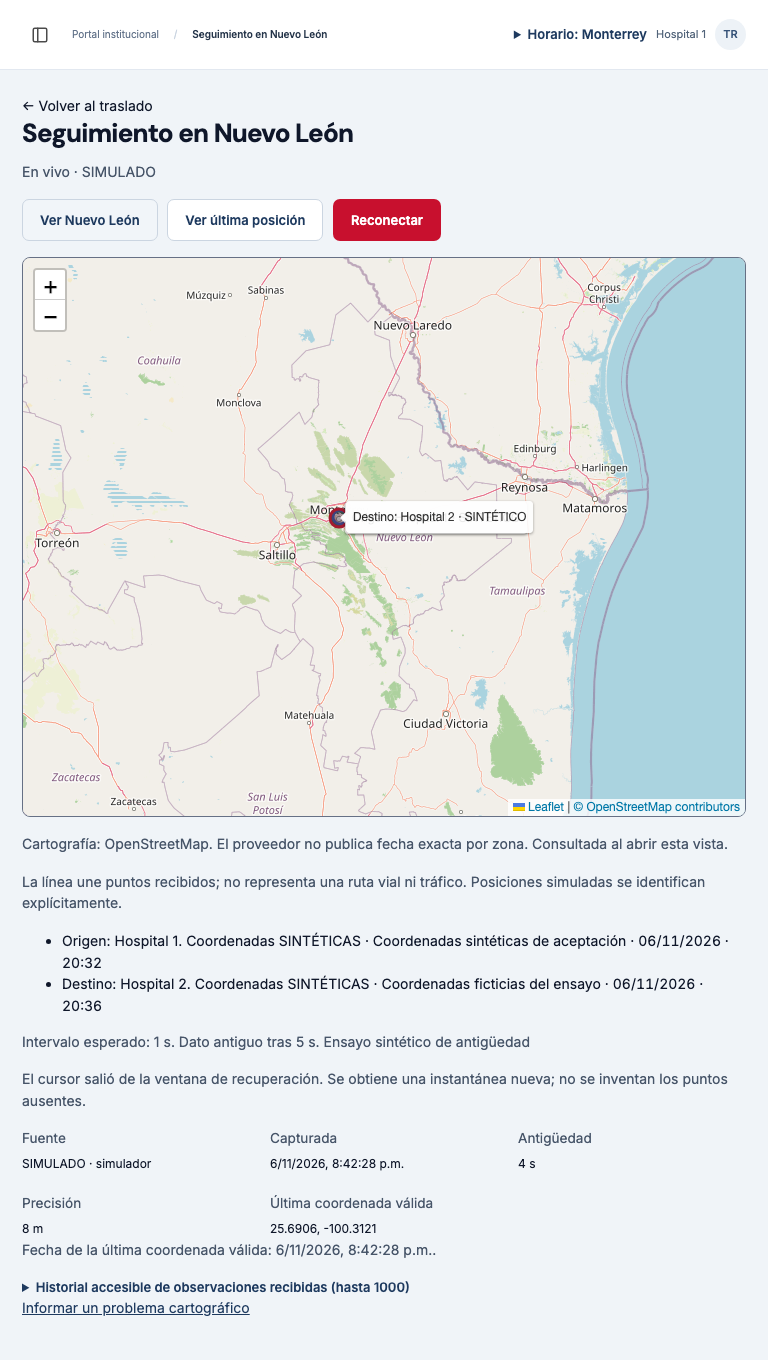 Portal institucional / Seguimiento en Nuevo León
▶ Horario: Monterrey Hospital 1 TR
← Volver al traslado
Seguimiento en Nuevo León
En vivo · SIMULADO
Ver Nuevo León
Ver última posición
Reconectar
+
−
Múzquiz
Sabinas
Corpus
Christi
Nuevo Laredo
Coahuila
Monclova
Edinburg
Harlingen
Reynosa
Matamoros
Destino: Hospital 2 · SINTÉTICO
Nuevo León
Torreón
Saltillo
Tamaulipas
Matehuala
Ciudad Victoria
Zacatecas
Zacatecas
San Luis
Potosí
Leaflet | © OpenStreetMap contributors
Cartografía: OpenStreetMap. El proveedor no publica fecha exacta por zona. Consultada al abrir esta vista.
La línea une puntos recibidos; no representa una ruta vial ni tráfico. Posiciones simuladas se identifican
explícitamente.
• Origen: Hospital 1. Coordenadas SINTÉTICAS · Coordenadas sintéticas de aceptación · 06/11/2026 ·
20:32
• Destino: Hospital 2. Coordenadas SINTÉTICAS · Coordenadas ficticias del ensayo · 06/11/2026 ·
20:36
Intervalo esperado: 1 s. Dato antiguo tras 5 s. Ensayo sintético de antigüedad
El cursor salió de la ventana de recuperación. Se obtiene una instantánea nueva; no se inventan los puntos
ausentes.
Fuente
SIMULADO · simulador
Capturada
6/11/2026, 8:42:28 p.m.
Antigüedad
4 s
Precisión
8 m
Última coordenada válida
25.6906, -100.3121
Fecha de la última coordenada válida: 6/11/2026, 8:42:28 p.m..
▶ Historial accesible de observaciones recibidas (hasta 1000)
Informar un problema cartográfico